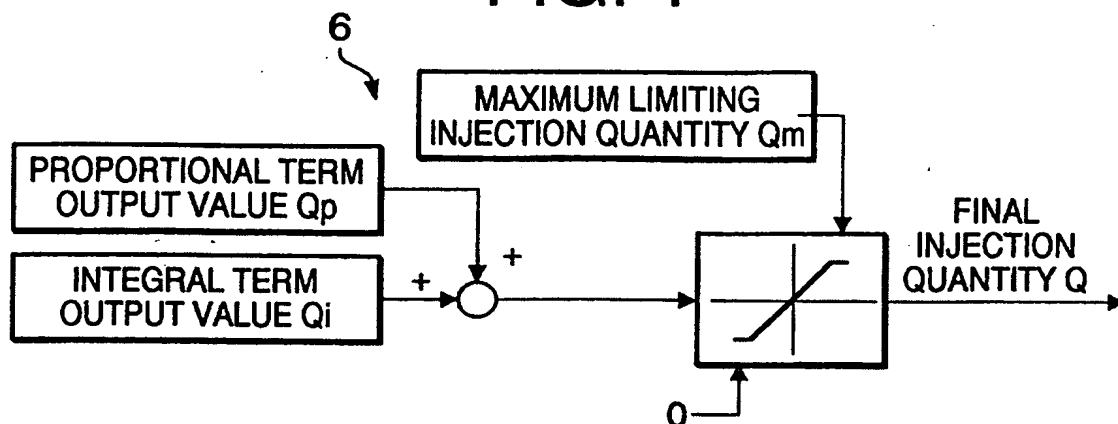 6
MAXIMUM LIMITING
INJECTION QUANTITY Qm
PROPORTIONAL TERM
OUTPUT VALUE Qp
+
INTEGRAL TERM
OUTPUT VALUE Qi
+
FINAL
INJECTION
QUANTITY Q
0